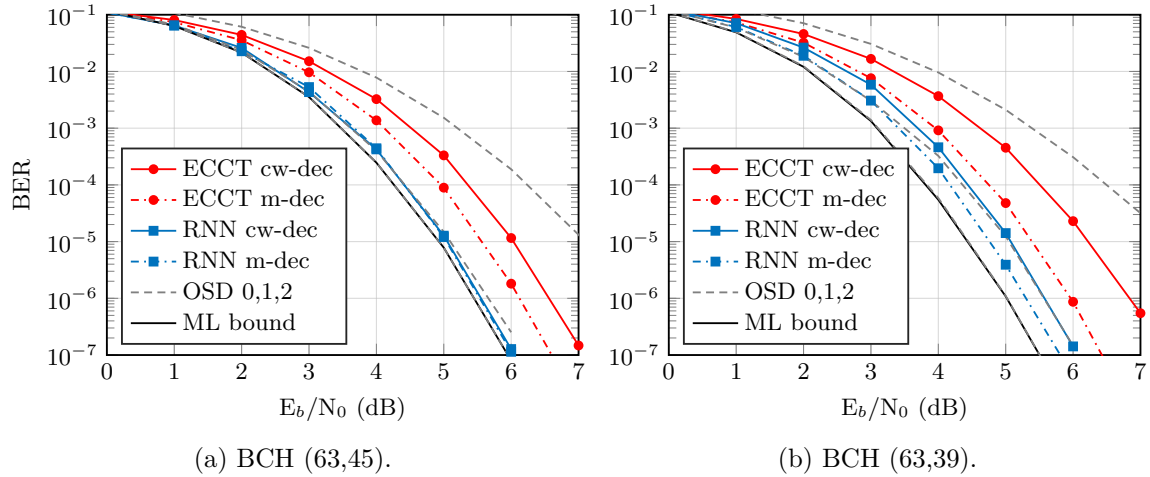 BER
10^{-1}
10^{-2}
10^{-3}
10^{-4}
10^{-5}
10^{-6}
10^{-7}
ECCT cw-dec
ECCT m-dec
RNN cw-dec
RNN m-dec
OSD 0,1,2
ML bound
0 1 2 3 4 5 6 7
E_b/N_0 (dB)
(a) BCH (63,45).
10^{-1}
10^{-2}
10^{-3}
10^{-4}
10^{-5}
10^{-6}
10^{-7}
ECCT cw-dec
ECCT m-dec
RNN cw-dec
RNN m-dec
OSD 0,1,2
ML bound
0 1 2 3 4 5 6 7
E_b/N_0 (dB)
(b) BCH (63,39).